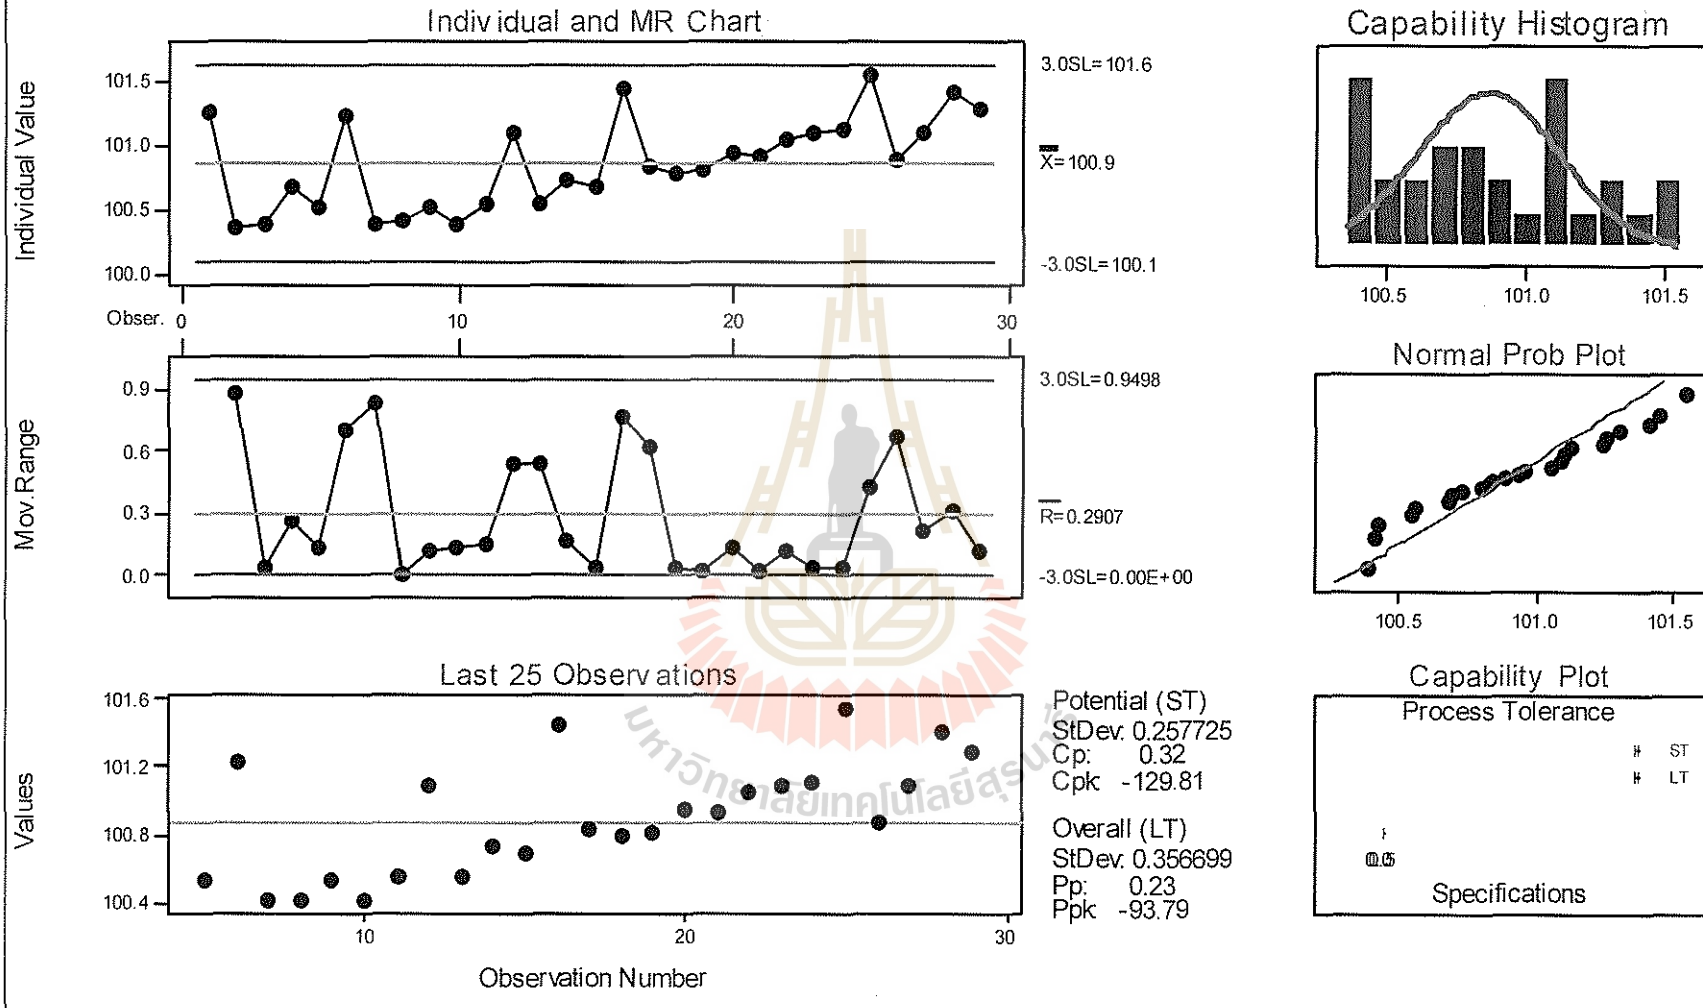 Individual and MR Chart
Individual Value
101.5
101.0
100.5
100.0
3.0SL=101.6
X=100.9
-3.0SL=100.1
Obser. 0 10 20 30
Mov.Range
0.9
0.6
0.3
0.0
3.0SL=0.9498
R=0.2907
-3.0SL=0.00E+00
Last 25 Observations
Values
101.6
101.2
100.8
100.4
10 20 30
Observation Number
Potential (ST)
StDev: 0.257725
Cp: 0.32
Cpk: -129.81
Overall (LT)
StDev: 0.356699
Pp: 0.23
Ppk: -93.79
Capability Histogram
100.5 101.0 101.5
Normal Prob Plot
100.5 101.0 101.5
Capability Plot
Process Tolerance
ST
LT
Specifications
มหาวิทยาลัยเทคโนโลยีสุรนารี